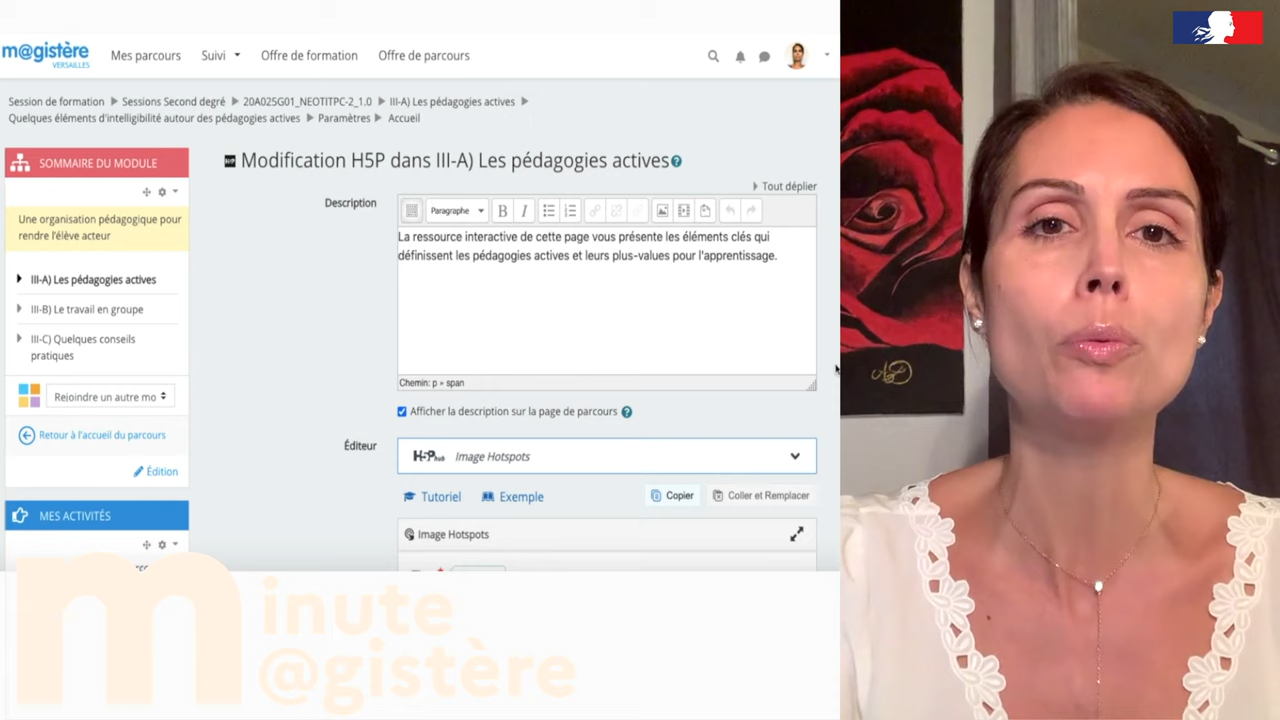 m@gistère
VERSAILLES
Mes parcours
Suivi
Offre de formation
Offre de parcours
Session de formation
Sessions Second degré
20A025G01_NEOTITPC-2_1.0
III-A) Les pédagogies actives
Quelques éléments d'intelligibilité autour des pédagogies actives
Paramètres
Accueil
SOMMAIRE DU MODULE
Une organisation pédagogique pour
rendre l'élève acteur
III-A) Les pédagogies actives
III-B) Le travail en groupe
III-C) Quelques conseils
pratiques
Rejoindre un autre mo
Retour à l'accueil du parcours
Édition
MES ACTIVITÉS
H5P Modification H5P dans III-A) Les pédagogies actives
Tout déplier
Description
Paragraphe
B
I
La ressource interactive de cette page vous présente les éléments clés qui
définissent les pédagogies actives et leurs plus-values pour l'apprentissage.
Chemin: p » span
Afficher la description sur la page de parcours
Éditeur
H5P hub Image Hotspots
Tutoriel
Exemple
Copier
Coller et Remplacer
Image Hotspots
minute
m@gistère